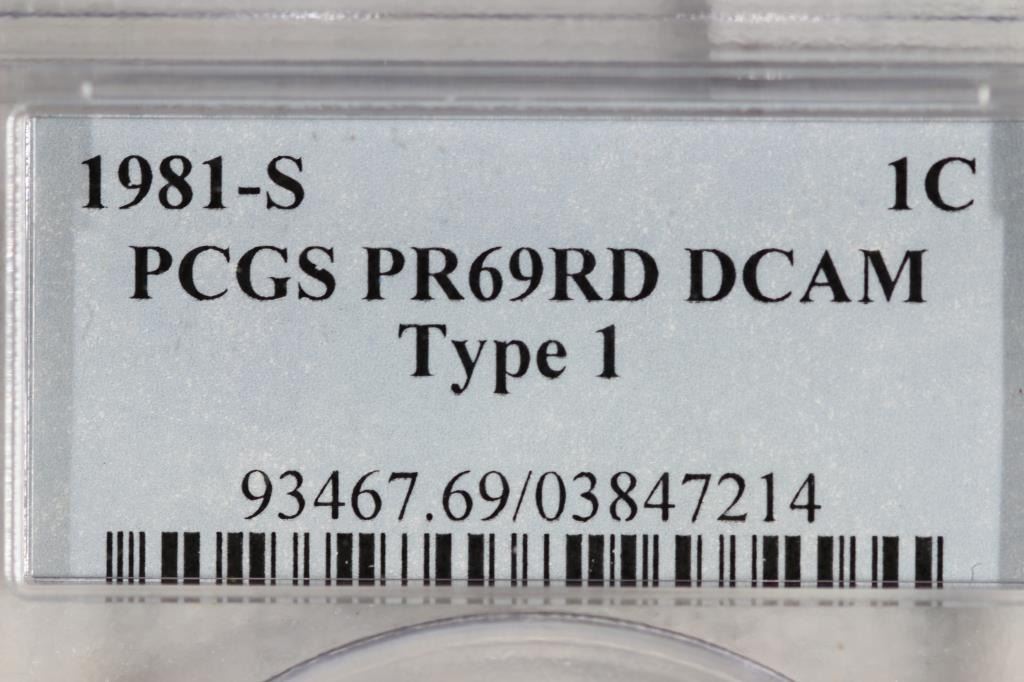 1981-S 1C
PCGS PR69RD DCAM
Type 1
93467.69/03847214